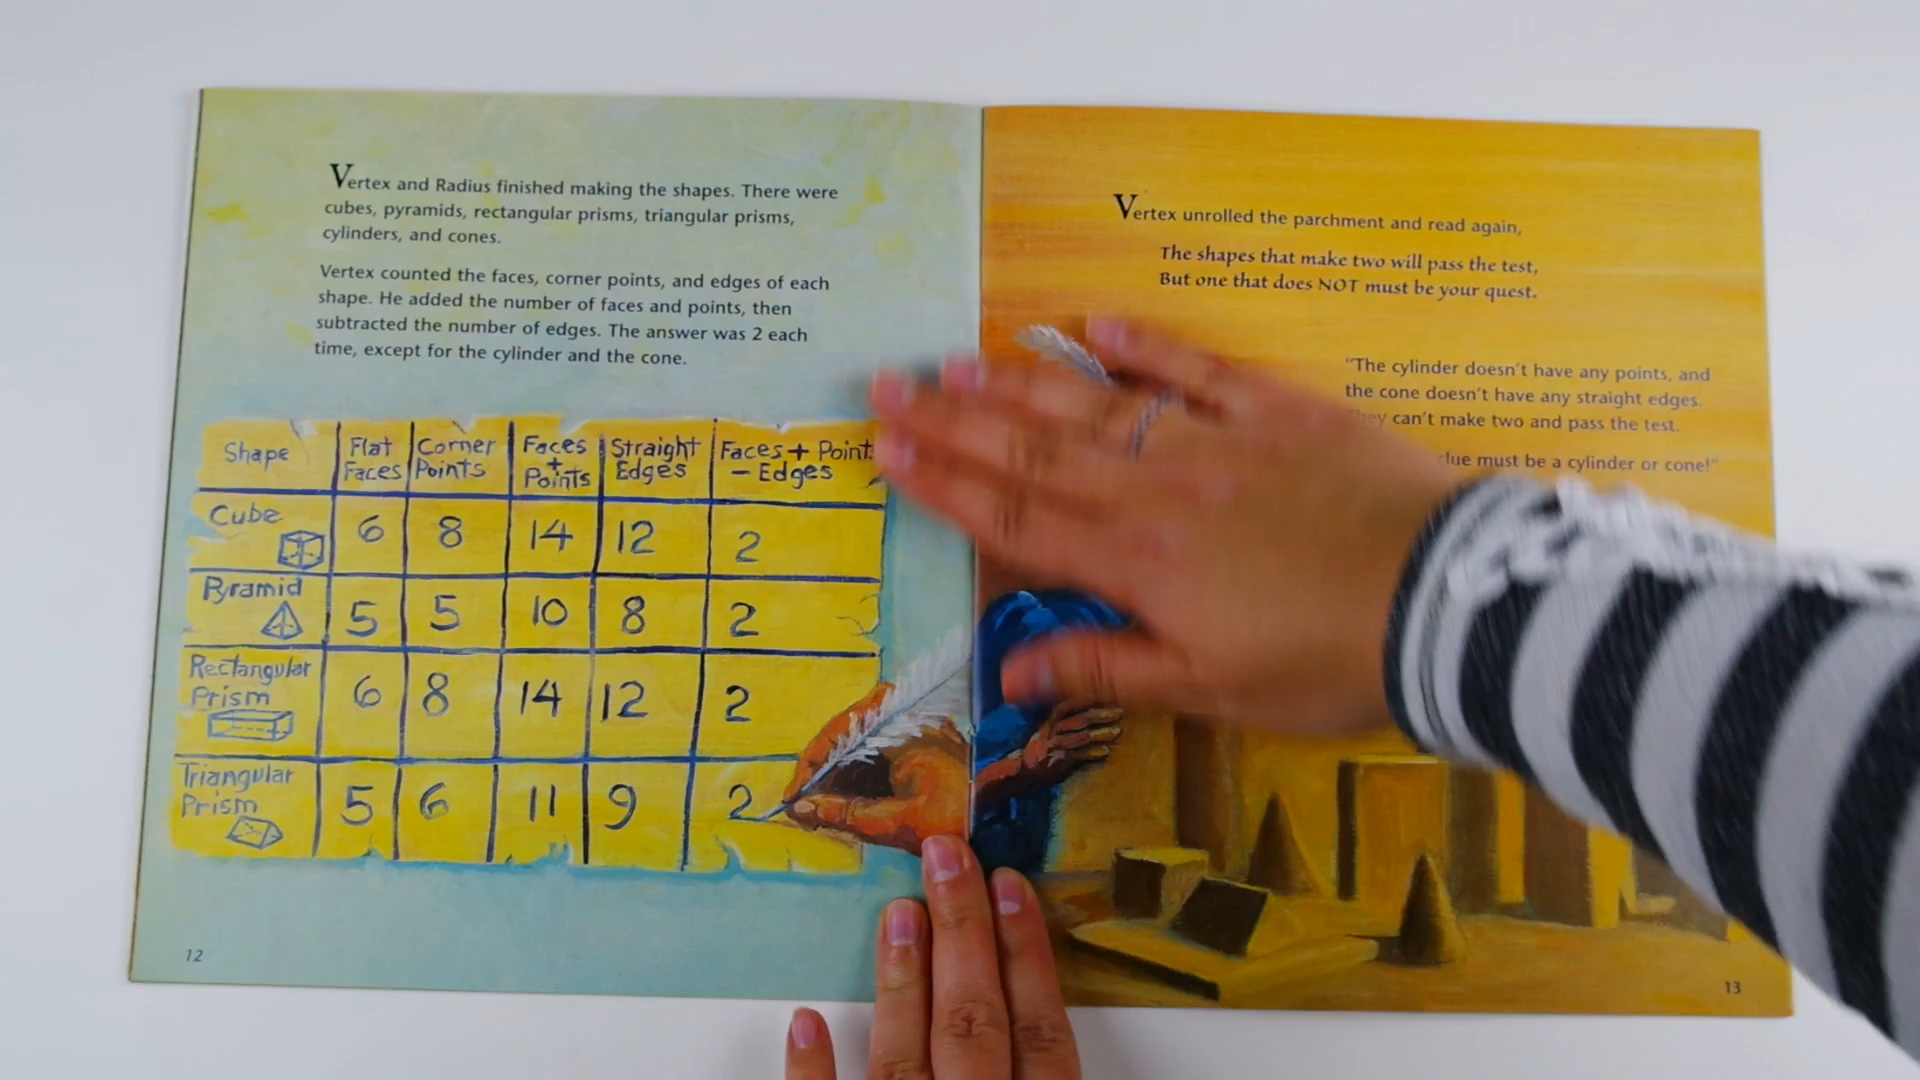 Vertex and Radius finished making the shapes. There were
cubes, pyramids, rectangular prisms, triangular prisms,
cylinders, and cones.
Vertex counted the faces, corner points, and edges of each
shape. He added the number of faces and points, then
subtracted the number of edges. The answer was 2 each
time, except for the cylinder and the cone.
Shape Flat Faces Corner Points Faces + Points Straight Edges Faces + Point - Edges
Cube 6 8 14 12 2
Pyramid 5 5 10 8 2
Rectangular Prism 6 8 14 12 2
Triangular Prism 5 6 11 9 2
12
Vertex unrolled the parchment and read again,
The shapes that make two will pass the test,
But one that does NOT must be your quest.
"The cylinder doesn't have any points, and
the cone doesn't have any straight edges.
They can't make two and pass the test.
must be a cylinder or cone!"
13